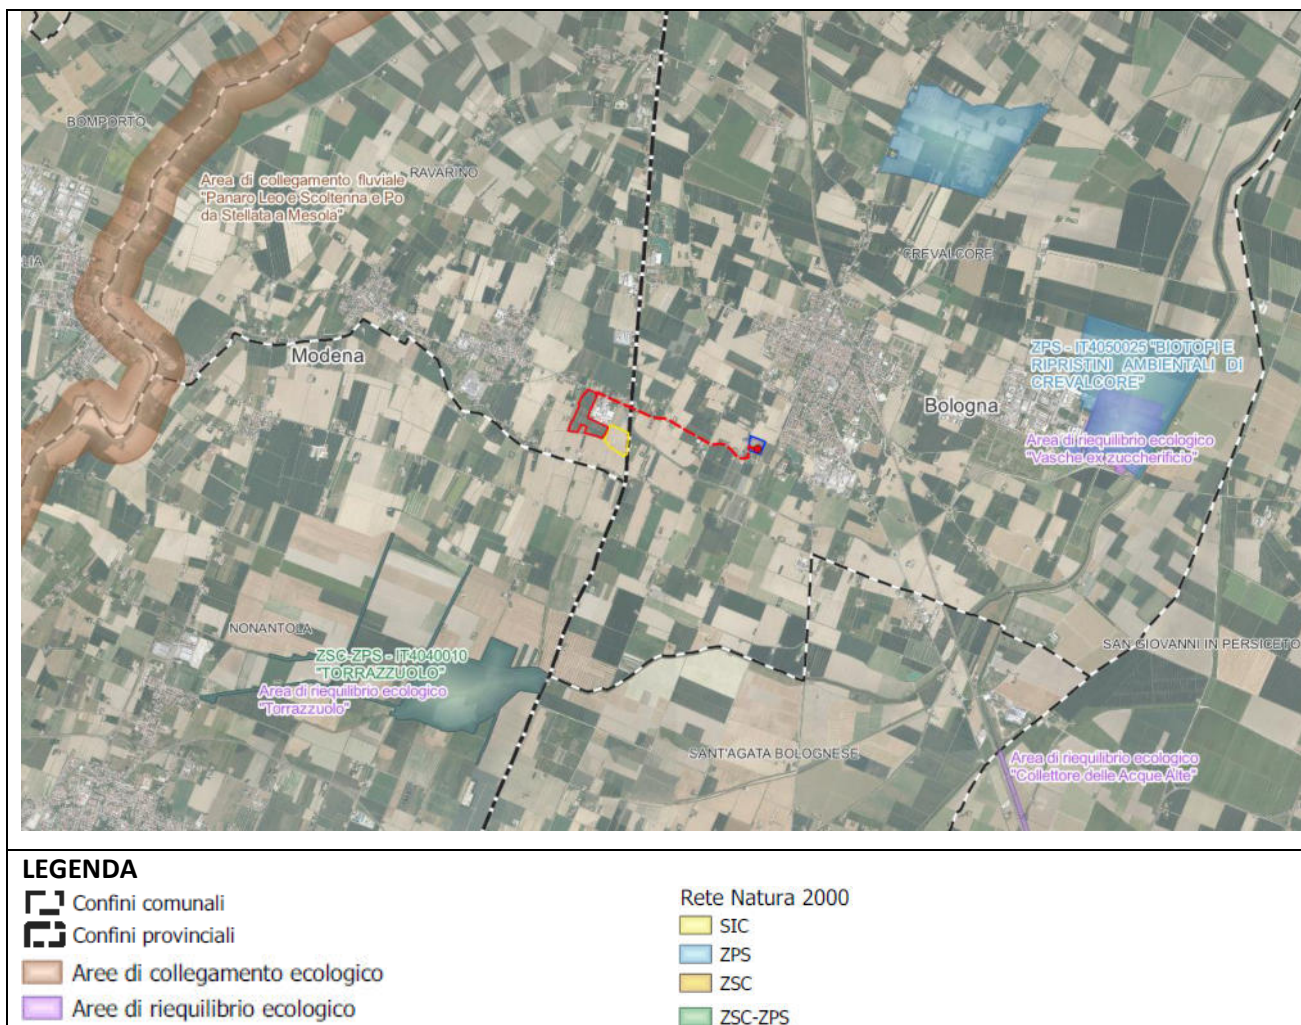 BOMPORTO
RAVARINO
Area di collegamento fluviale
"Panaro Leo e Scoltenna e Po
da Stellata a Mesola"
LIA
CREVALCORE
Modena
ZPS - IT4050025 "BIOTOPI E
RIPRISTINI AMBIENTALI DI
CREVALCORE"
Bologna
Area di riequilibrio ecologico
"Vasche ex zuccherificio"
NONANTOLA
ZSC-ZPS - IT4040010
"TORRAZZUOLO"
Area di riequilibrio ecologico
"Torrazzuolo"
SAN GIOVANNI IN PERSICETO
SANT'AGATA BOLOGNESE
Area di riequilibrio ecologico
"Collettore delle Acque Alte"
LEGENDA
Confini comunali
Confini provinciali
Aree di collegamento ecologico
Aree di riequilibrio ecologico
Rete Natura 2000
SIC
ZPS
ZSC
ZSC-ZPS